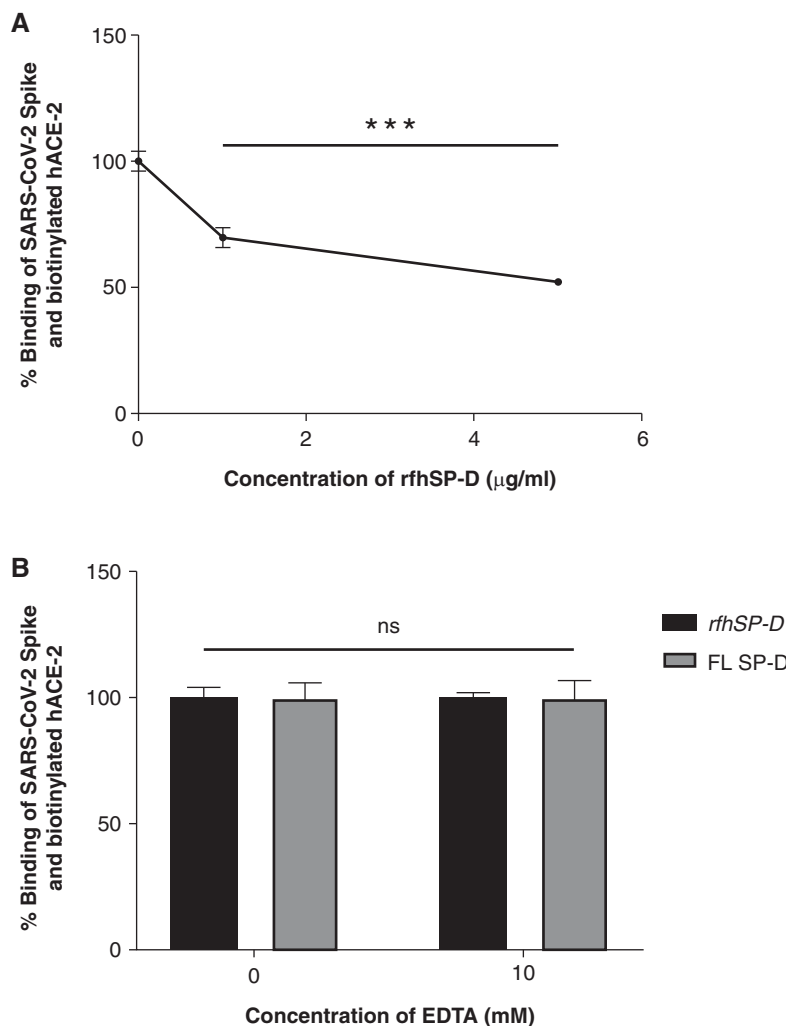 A
150
100
50
0
% Binding of SARS-CoV-2 Spike
and biotinylated hACE-2
***
0
2
4
6
Concentration of rfhSP-D (μg/ml)
B
150
100
50
0
% Binding of SARS-CoV-2 Spike
and biotinylated hACE-2
ns
rfhSP-D
FL SP-D
0
10
Concentration of EDTA (mM)